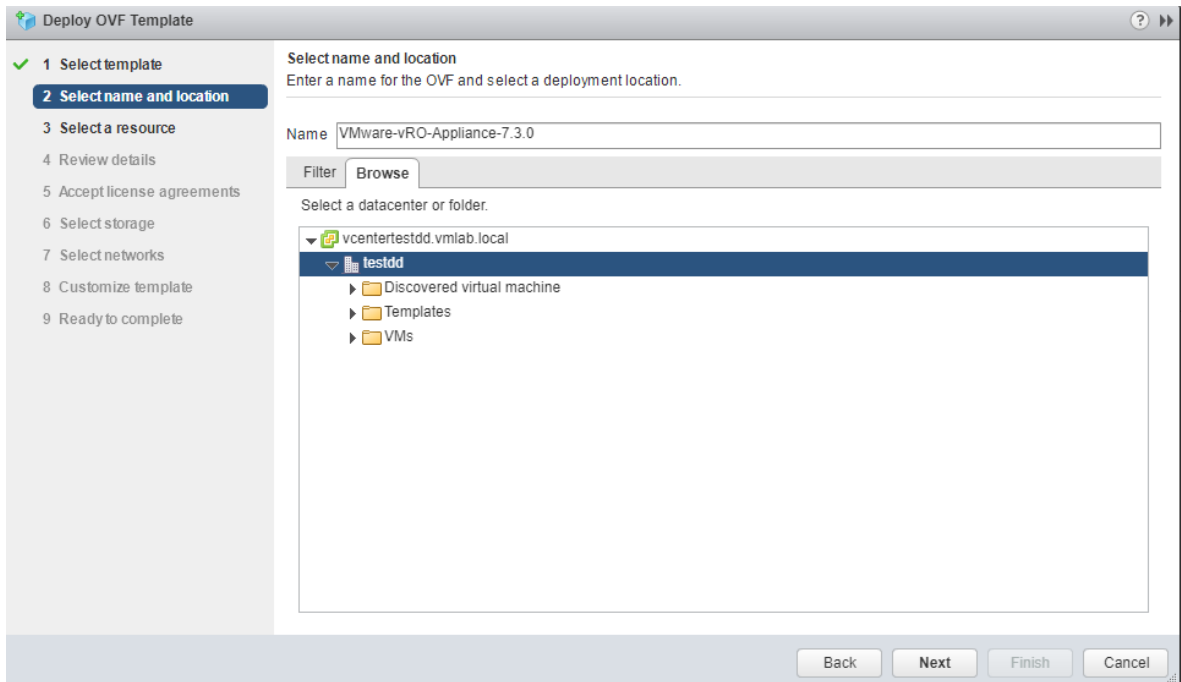 Deploy OVF Template
?
1 Select template
2 Select name and location
3 Select a resource
4 Review details
5 Accept license agreements
6 Select storage
7 Select networks
8 Customize template
9 Ready to complete
Select name and location
Enter a name for the OVF and select a deployment location.
Name VMware-vRO-Appliance-7.3.0
Filter Browse
Select a datacenter or folder.
vcentertestdd.vmlab.local
testdd
Discovered virtual machine
Templates
VMs
Back Next Finish Cancel